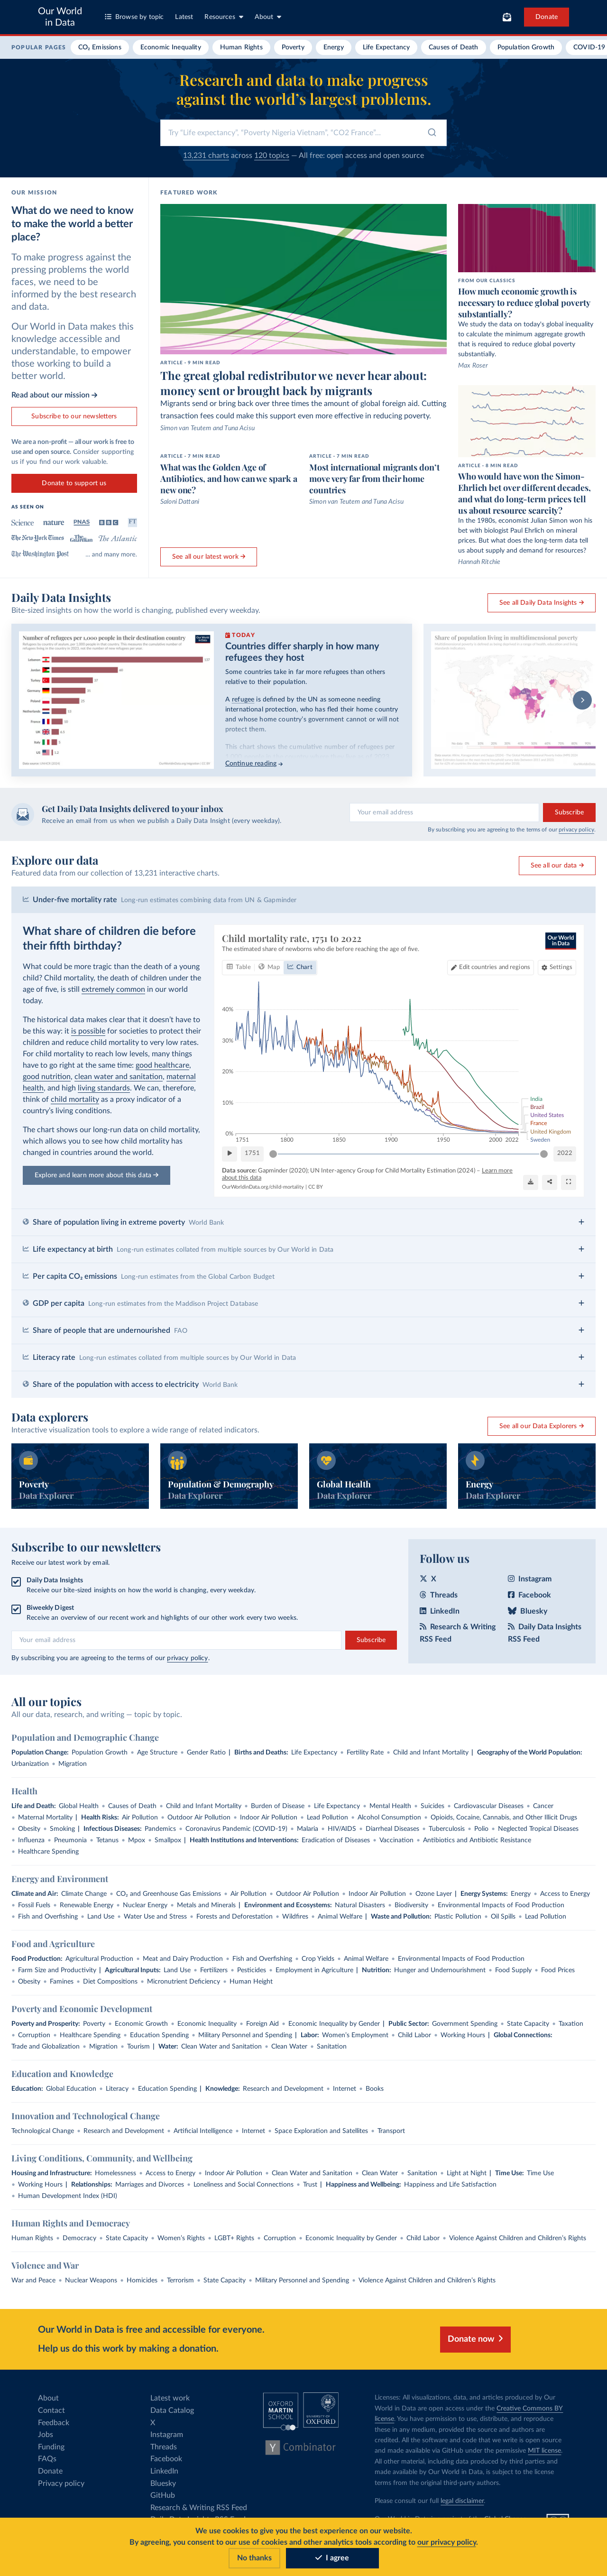 Our World
in Data
Browse by topic
Latest
Resources
About
Donate
POPULAR PAGES
CO₂ Emissions
Economic Inequality
Human Rights
Poverty
Energy
Life Expectancy
Causes of Death
Population Growth
COVID-19
Research and data to make progress
against the world's largest problems.
Try "Life expectancy", "Poverty Nigeria Vietnam", "CO2 France"...
13,231 charts across 120 topics — All free: open access and open source
OUR MISSION
What do we need to know
to make the world a better
place?
To make progress against the
pressing problems the world
faces, we need to be
informed by the best research
and data.
Our World in Data makes this
knowledge accessible and
understandable, to empower
those working to build a
better world.
Read about our mission →
Subscribe to our newsletters
We are a non-profit — all our work is free to
use and open source. Consider supporting
us if you find our work valuable.
Donate to support us
AS SEEN ON
Science
nature
PNAS
BBC
FT
The New York Times
The Guardian
The Atlantic
The Washington Post
... and many more.
FEATURED WORK
ARTICLE • 9 MIN READ
The great global redistributor we never hear about:
money sent or brought back by migrants
Migrants send or bring back over three times the amount of global foreign aid. Cutting
transaction fees could make this support even more effective in reducing poverty.
Simon van Teutem and Tuna Acisu
ARTICLE • 7 MIN READ
What was the Golden Age of
Antibiotics, and how can we spark a
new one?
Saloni Dattani
ARTICLE • 7 MIN READ
Most international migrants don't
move very far from their home
countries
Simon van Teutem and Tuna Acisu
See all our latest work →
FROM OUR CLASSICS
How much economic growth is
necessary to reduce global poverty
substantially?
We study the data on today's global inequality
to calculate the minimum aggregate growth
that is required to reduce global poverty
substantially.
Max Roser
ARTICLE • 8 MIN READ
Who would have won the Simon-
Ehrlich bet over different decades,
and what do long-term prices tell
us about resource scarcity?
In the 1980s, economist Julian Simon won his
bet with biologist Paul Ehrlich on mineral
prices. But what does the long-term data tell
us about supply and demand for resources?
Hannah Ritchie
Daily Data Insights
Bite-sized insights on how the world is changing, published every weekday.
See all Daily Data Insights →
Number of refugees per 1,000 people in their destination country
TODAY
Countries differ sharply in how many
refugees they host
Some countries take in far more refugees than others
relative to their population.
A refugee is defined by the UN as someone needing
international protection, who has fled their home country
and whose home country's government cannot or will not
protect them.
This chart shows the cumulative number of refugees per
Continue reading →
Share of population living in multidimensional poverty
Get Daily Data Insights delivered to your inbox
Receive an email from us when we publish a Daily Data Insight (every weekday).
Your email address
Subscribe
By subscribing you are agreeing to the terms of our privacy policy.
Explore our data
Featured data from our collection of 13,231 interactive charts.
See all our data →
Under-five mortality rate Long-run estimates combining data from UN & Gapminder
What share of children die before
their fifth birthday?
What could be more tragic than the death of a young
child? Child mortality, the death of children under the
age of five, is still extremely common in our world
today.
The historical data makes clear that it doesn't have to
be this way: it is possible for societies to protect their
children and reduce child mortality to very low rates.
For child mortality to reach low levels, many things
have to go right at the same time: good healthcare,
good nutrition, clean water and sanitation, maternal
health, and high living standards. We can, therefore,
think of child mortality as a proxy indicator of a
country's living conditions.
The chart shows our long-run data on child mortality,
which allows you to see how child mortality has
changed in countries around the world.
Explore and learn more about this data →
Child mortality rate, 1751 to 2022
The estimated share of newborns who die before reaching the age of five.
Our World
in Data
Table
Map
Chart
Edit countries and regions
Settings
40%
30%
20%
10%
0%
1751
1800
1850
1900
1950
2000
2022
India
Brazil
United States
France
United Kingdom
Sweden
1751
2022
Data source: Gapminder (2020); UN Inter-agency Group for Child Mortality Estimation (2024) – Learn more
about this data
OurWorldinData.org/child-mortality | CC BY
Share of population living in extreme poverty World Bank
Life expectancy at birth Long-run estimates collated from multiple sources by Our World in Data
Per capita CO₂ emissions Long-run estimates from the Global Carbon Budget
GDP per capita Long-run estimates from the Maddison Project Database
Share of people that are undernourished FAO
Literacy rate Long-run estimates collated from multiple sources by Our World in Data
Share of the population with access to electricity World Bank
Data explorers
Interactive visualization tools to explore a wide range of related indicators.
See all our Data Explorers →
Poverty
Data Explorer
Population & Demography
Data Explorer
Global Health
Data Explorer
Energy
Data Explorer
Subscribe to our newsletters
Receive our latest work by email.
Daily Data Insights
Receive our bite-sized insights on how the world is changing, every weekday.
Biweekly Digest
Receive an overview of our recent work and highlights of our other work every two weeks.
Your email address
Subscribe
By subscribing you are agreeing to the terms of our privacy policy.
Follow us
X
Instagram
Threads
Facebook
LinkedIn
Bluesky
Research & Writing
RSS Feed
Daily Data Insights
RSS Feed
All our topics
All our data, research, and writing — topic by topic.
Population and Demographic Change
Population Change: Population Growth • Age Structure • Gender Ratio | Births and Deaths: Life Expectancy • Fertility Rate • Child and Infant Mortality | Geography of the World Population:
Urbanization • Migration
Health
Life and Death: Global Health • Causes of Death • Child and Infant Mortality • Burden of Disease • Life Expectancy • Mental Health • Suicides • Cardiovascular Diseases • Cancer
• Maternal Mortality | Health Risks: Air Pollution • Outdoor Air Pollution • Indoor Air Pollution • Lead Pollution • Alcohol Consumption • Opioids, Cocaine, Cannabis, and Other Illicit Drugs
• Obesity • Smoking | Infectious Diseases: Pandemics • Coronavirus Pandemic (COVID-19) • Malaria • HIV/AIDS • Diarrheal Diseases • Tuberculosis • Polio • Neglected Tropical Diseases
• Influenza • Pneumonia • Tetanus • Mpox • Smallpox | Health Institutions and Interventions: Eradication of Diseases • Vaccination • Antibiotics and Antibiotic Resistance
• Healthcare Spending
Energy and Environment
Climate and Air: Climate Change • CO₂ and Greenhouse Gas Emissions • Air Pollution • Outdoor Air Pollution • Indoor Air Pollution • Ozone Layer | Energy Systems: Energy • Access to Energy
• Fossil Fuels • Renewable Energy • Nuclear Energy • Metals and Minerals | Environment and Ecosystems: Natural Disasters • Biodiversity • Environmental Impacts of Food Production
• Fish and Overfishing • Land Use • Water Use and Stress • Forests and Deforestation • Wildfires • Animal Welfare | Waste and Pollution: Plastic Pollution • Oil Spills • Lead Pollution
Food and Agriculture
Food Production: Agricultural Production • Meat and Dairy Production • Fish and Overfishing • Crop Yields • Animal Welfare • Environmental Impacts of Food Production
• Farm Size and Productivity | Agricultural Inputs: Land Use • Fertilizers • Pesticides • Employment in Agriculture | Nutrition: Hunger and Undernourishment • Food Supply • Food Prices
• Obesity • Famines • Diet Compositions • Micronutrient Deficiency • Human Height
Poverty and Economic Development
Poverty and Prosperity: Poverty • Economic Growth • Economic Inequality • Foreign Aid • Economic Inequality by Gender | Public Sector: Government Spending • State Capacity • Taxation
• Corruption • Healthcare Spending • Education Spending • Military Personnel and Spending | Labor: Women's Employment • Child Labor • Working Hours | Global Connections:
Trade and Globalization • Migration • Tourism | Water: Clean Water and Sanitation • Clean Water • Sanitation
Education and Knowledge
Education: Global Education • Literacy • Education Spending | Knowledge: Research and Development • Internet • Books
Innovation and Technological Change
Technological Change • Research and Development • Artificial Intelligence • Internet • Space Exploration and Satellites • Transport
Living Conditions, Community, and Wellbeing
Housing and Infrastructure: Homelessness • Access to Energy • Indoor Air Pollution • Clean Water and Sanitation • Clean Water • Sanitation • Light at Night | Time Use: Time Use
• Working Hours | Relationships: Marriages and Divorces • Loneliness and Social Connections • Trust | Happiness and Wellbeing: Happiness and Life Satisfaction
• Human Development Index (HDI)
Human Rights and Democracy
Human Rights • Democracy • State Capacity • Women's Rights • LGBT+ Rights • Corruption • Economic Inequality by Gender • Child Labor • Violence Against Children and Children's Rights
Violence and War
War and Peace • Nuclear Weapons • Homicides • Terrorism • State Capacity • Military Personnel and Spending • Violence Against Children and Children's Rights
Our World in Data is free and accessible for everyone.
Help us do this work by making a donation.
Donate now
About
Contact
Feedback
Jobs
Funding
FAQs
Donate
Privacy policy
Latest work
Data Catalog
X
Instagram
Threads
Facebook
LinkedIn
Bluesky
GitHub
Research & Writing RSS Feed
OXFORD
MARTIN
SCHOOL
UNIVERSITY OF
OXFORD
Y Combinator
Licenses: All visualizations, data, and articles produced by Our
World in Data are open access under the Creative Commons BY
license. You have permission to use, distribute, and reproduce
these in any medium, provided the source and authors are
credited. All the software and code that we write is open source
and made available via GitHub under the permissive MIT license.
All other material, including data produced by third parties and
made available by Our World in Data, is subject to the license
terms from the original third-party authors.
Please consult our full legal disclaimer.
We use cookies to give you the best experience on our website.
By agreeing, you consent to our use of cookies and other analytics tools according to our privacy policy.
No thanks
I agree